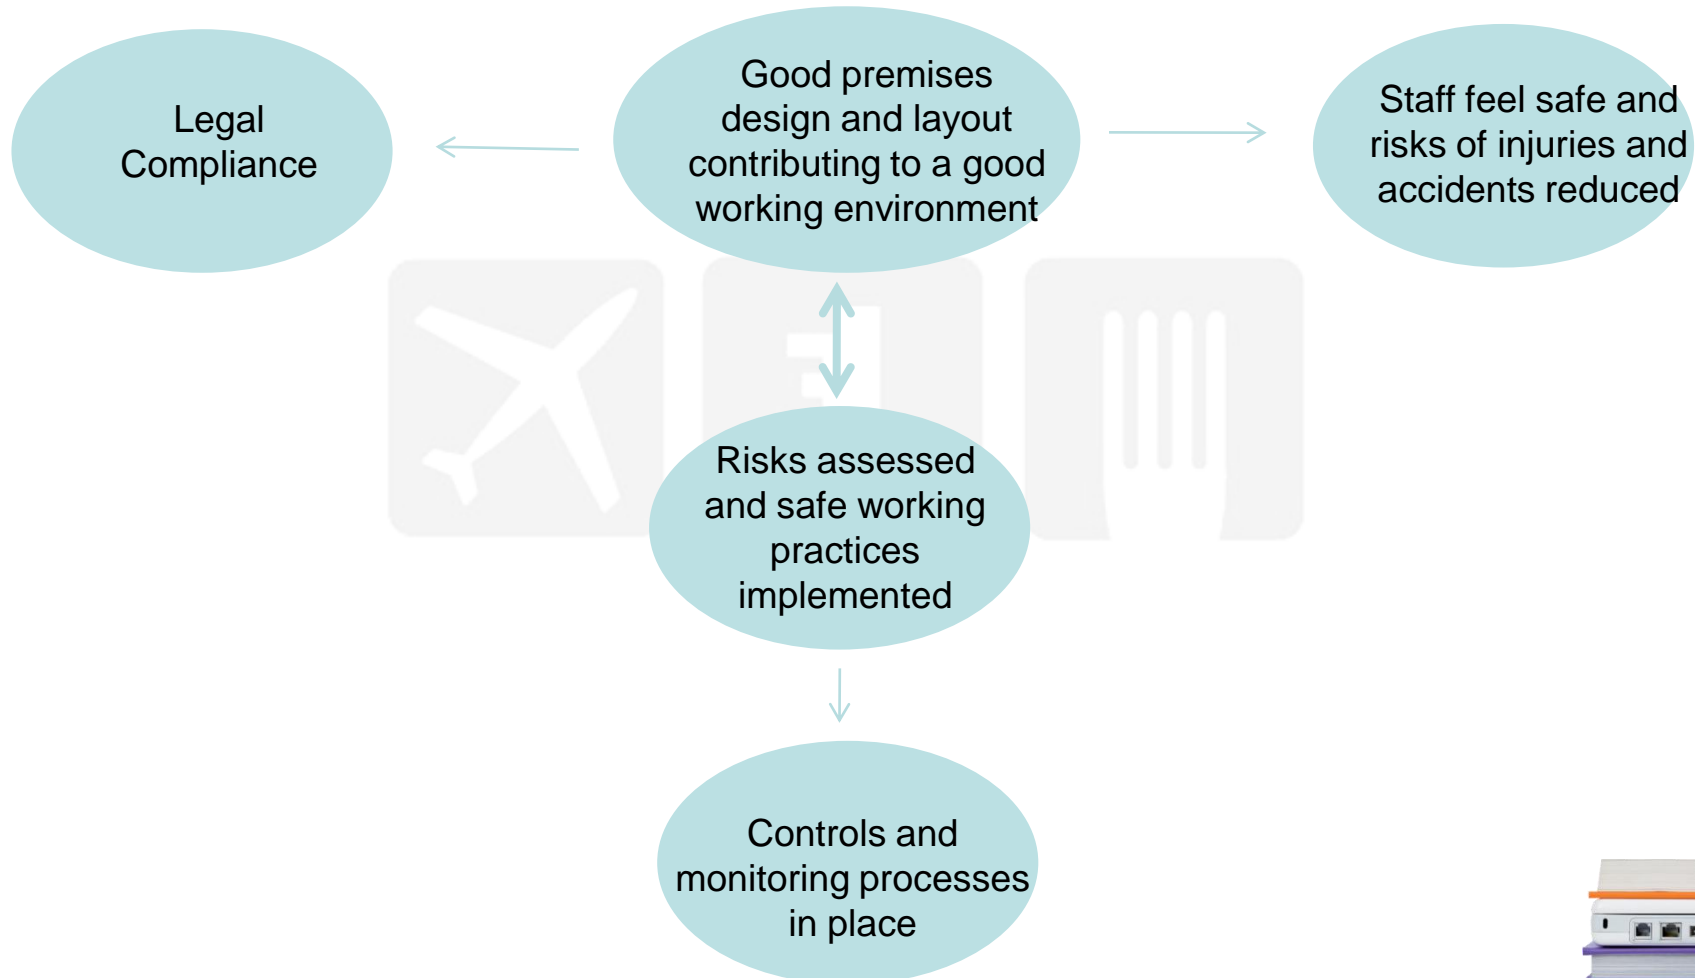 Legal
Compliance
Good premises
design and layout
contributing to a good
working environment
Staff feel safe and
risks of injuries and
accidents reduced
Risks assessed
and safe working
practices
implemented
Controls and
monitoring processes
in place